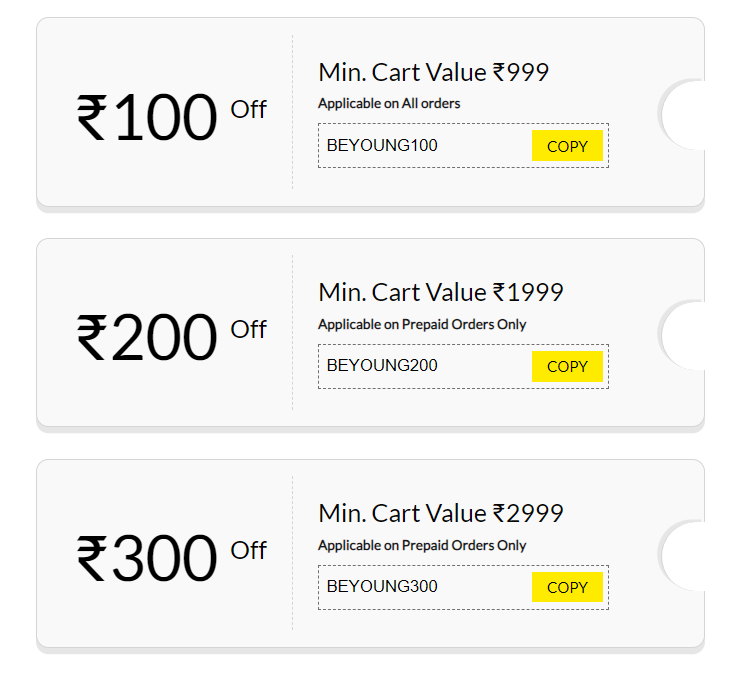 ₹100 Off
Min. Cart Value ₹999
Applicable on All orders
BEYOUNG100 COPY
₹200 Off
Min. Cart Value ₹1999
Applicable on Prepaid Orders Only
BEYOUNG200 COPY
₹300 Off
Min. Cart Value ₹2999
Applicable on Prepaid Orders Only
BEYOUNG300 COPY